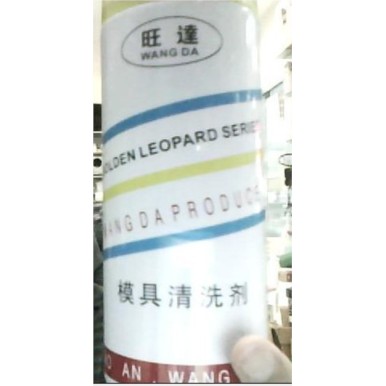 旺達
WANG DA
OLDEN LEOPARD SERIE
ANG DA PRODUC
模具清洗剂
AN . WANG